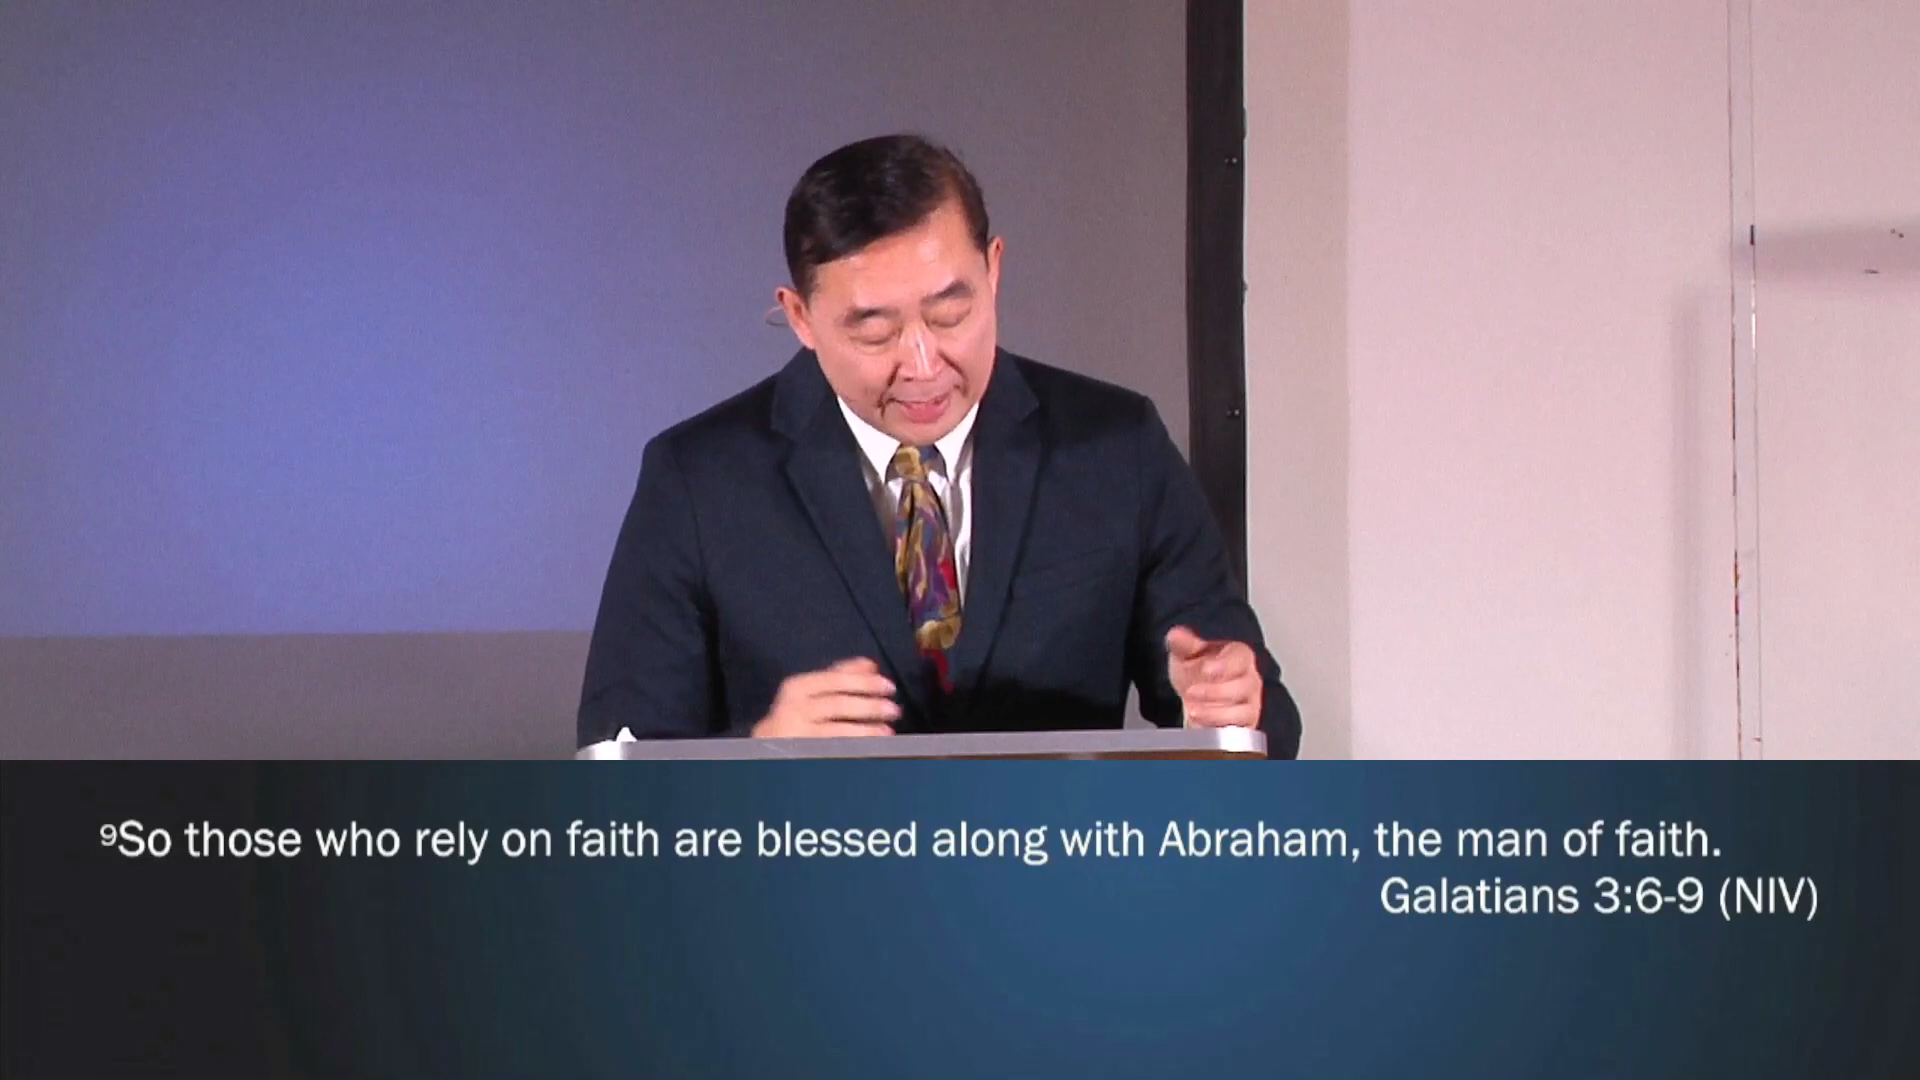 ⁹So those who rely on faith are blessed along with Abraham, the man of faith.
Galatians 3:6-9 (NIV)